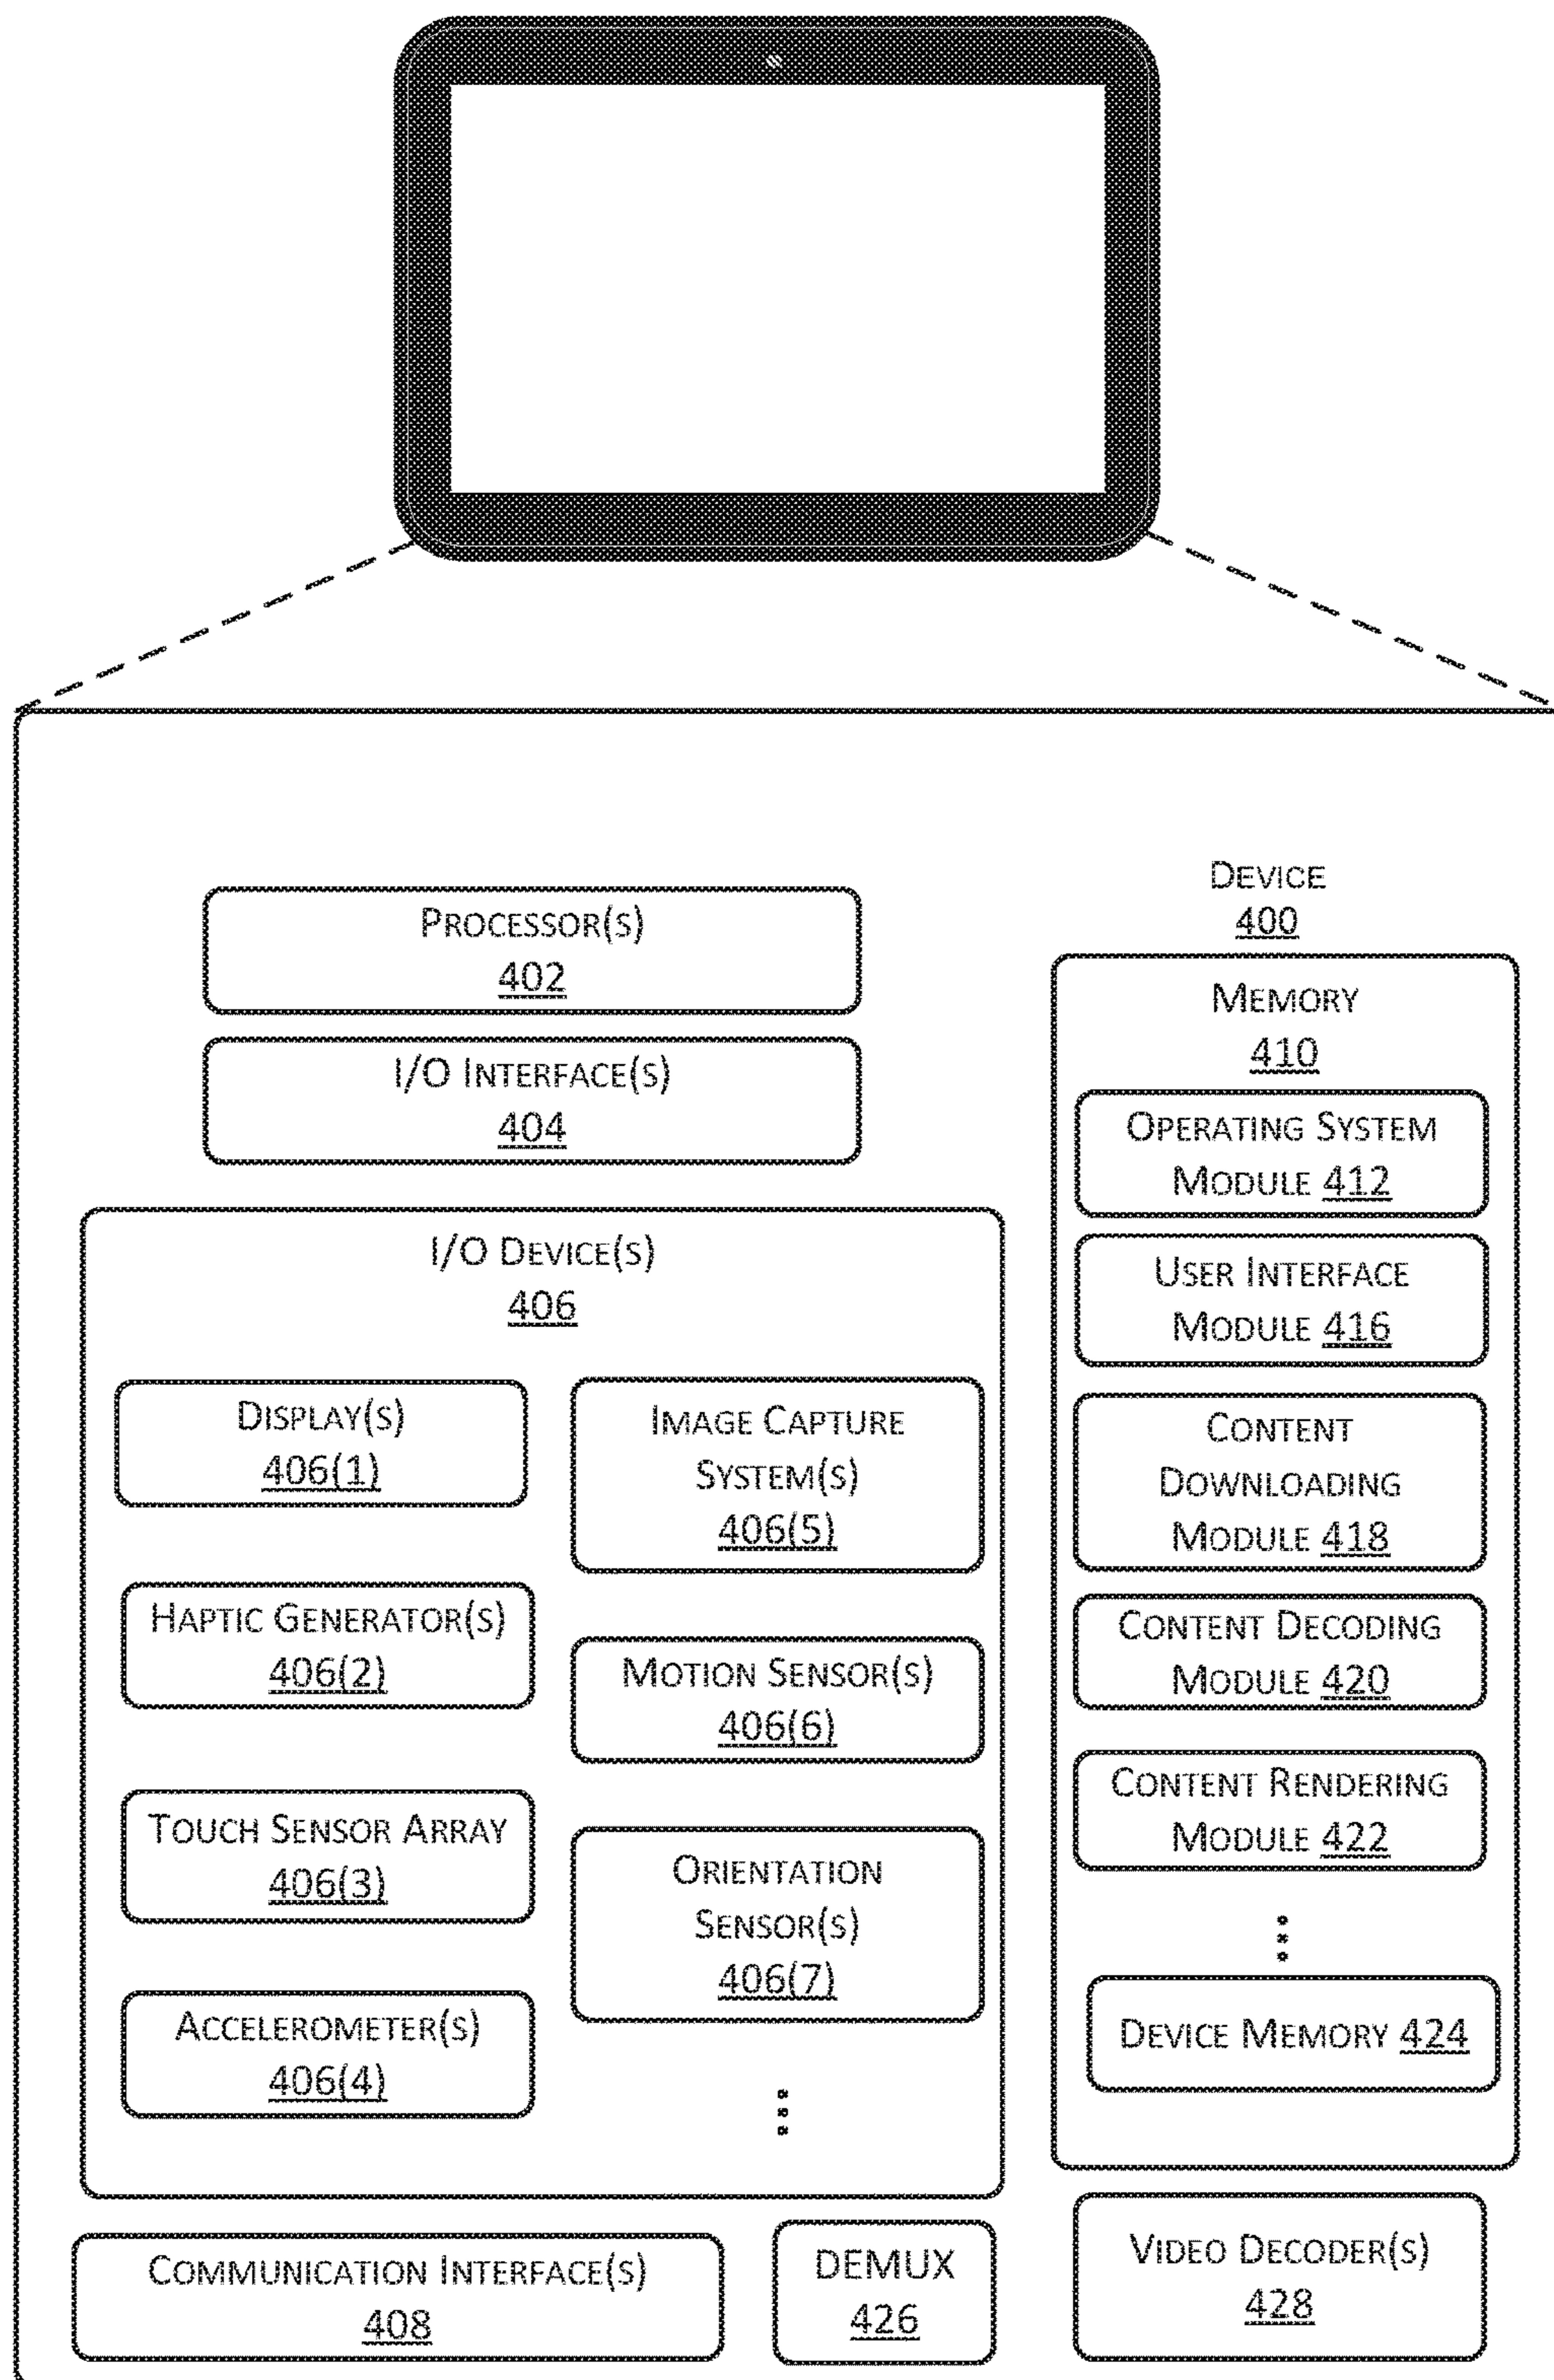 DEVICE
400
PROCESSOR(S)
402
I/O INTERFACE(S)
404
I/O DEVICE(S)
406
DISPLAY(S)
406(1)
HAPTIC GENERATOR(S)
406(2)
TOUCH SENSOR ARRAY
406(3)
ACCELEROMETER(S)
406(4)
IMAGE CAPTURE
SYSTEM(S)
406(5)
MOTION SENSOR(S)
406(6)
ORIENTATION
SENSOR(S)
406(7)
MEMORY
410
OPERATING SYSTEM
MODULE 412
USER INTERFACE
MODULE 416
CONTENT
DOWNLOADING
MODULE 418
CONTENT DECODING
MODULE 420
CONTENT RENDERING
MODULE 422
DEVICE MEMORY 424
COMMUNICATION INTERFACE(S)
408
DEMUX
426
VIDEO DECODER(S)
428